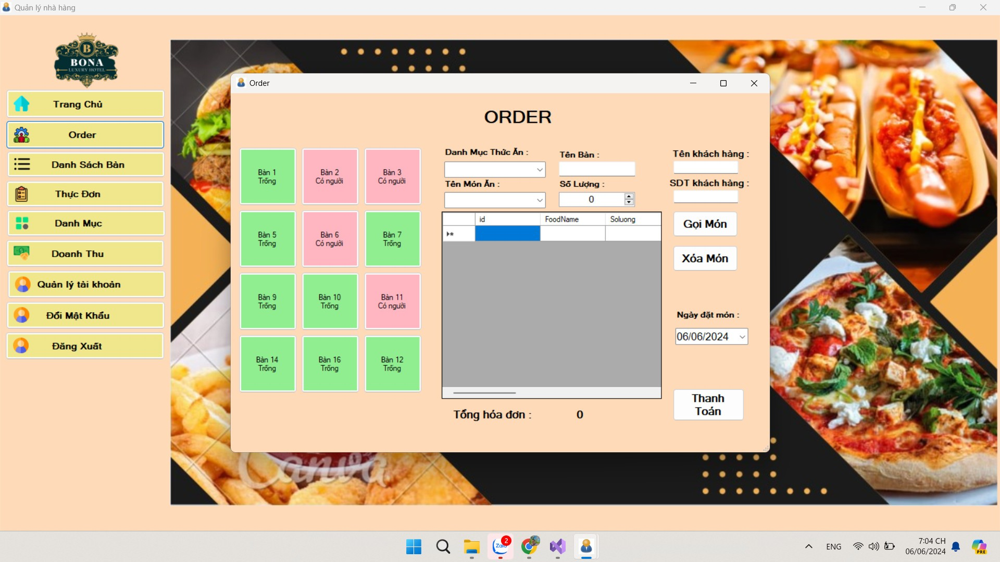 Quản lý nhà hàng
B
BONA
LUXURY HOTEL
Trang Chủ
Order
Danh Sách Bàn
Thực Đơn
Danh Mục
Doanh Thu
Quản lý tài khoản
Đổi Mật Khẩu
Đăng Xuất
Order
ORDER
Bàn 1
Trống
Bàn 2
Có người
Bàn 3
Có người
Bàn 5
Trống
Bàn 6
Có người
Bàn 7
Trống
Bàn 9
Trống
Bàn 10
Trống
Bàn 11
Có người
Bàn 14
Trống
Bàn 16
Trống
Bàn 12
Trống
Danh Mục Thức Ăn :
Tên Bàn :
Tên Món Ăn :
Số Lượng :
0
id FoodName Soluong
Tổng hóa đơn : 0
Tên khách hàng :
SDT khách hàng :
Gọi Món
Xóa Món
Ngày đặt món :
06/06/2024
Thanh
Toán
Canva
Zalo
2
ENG
7:04 CH
06/06/2024
PRE